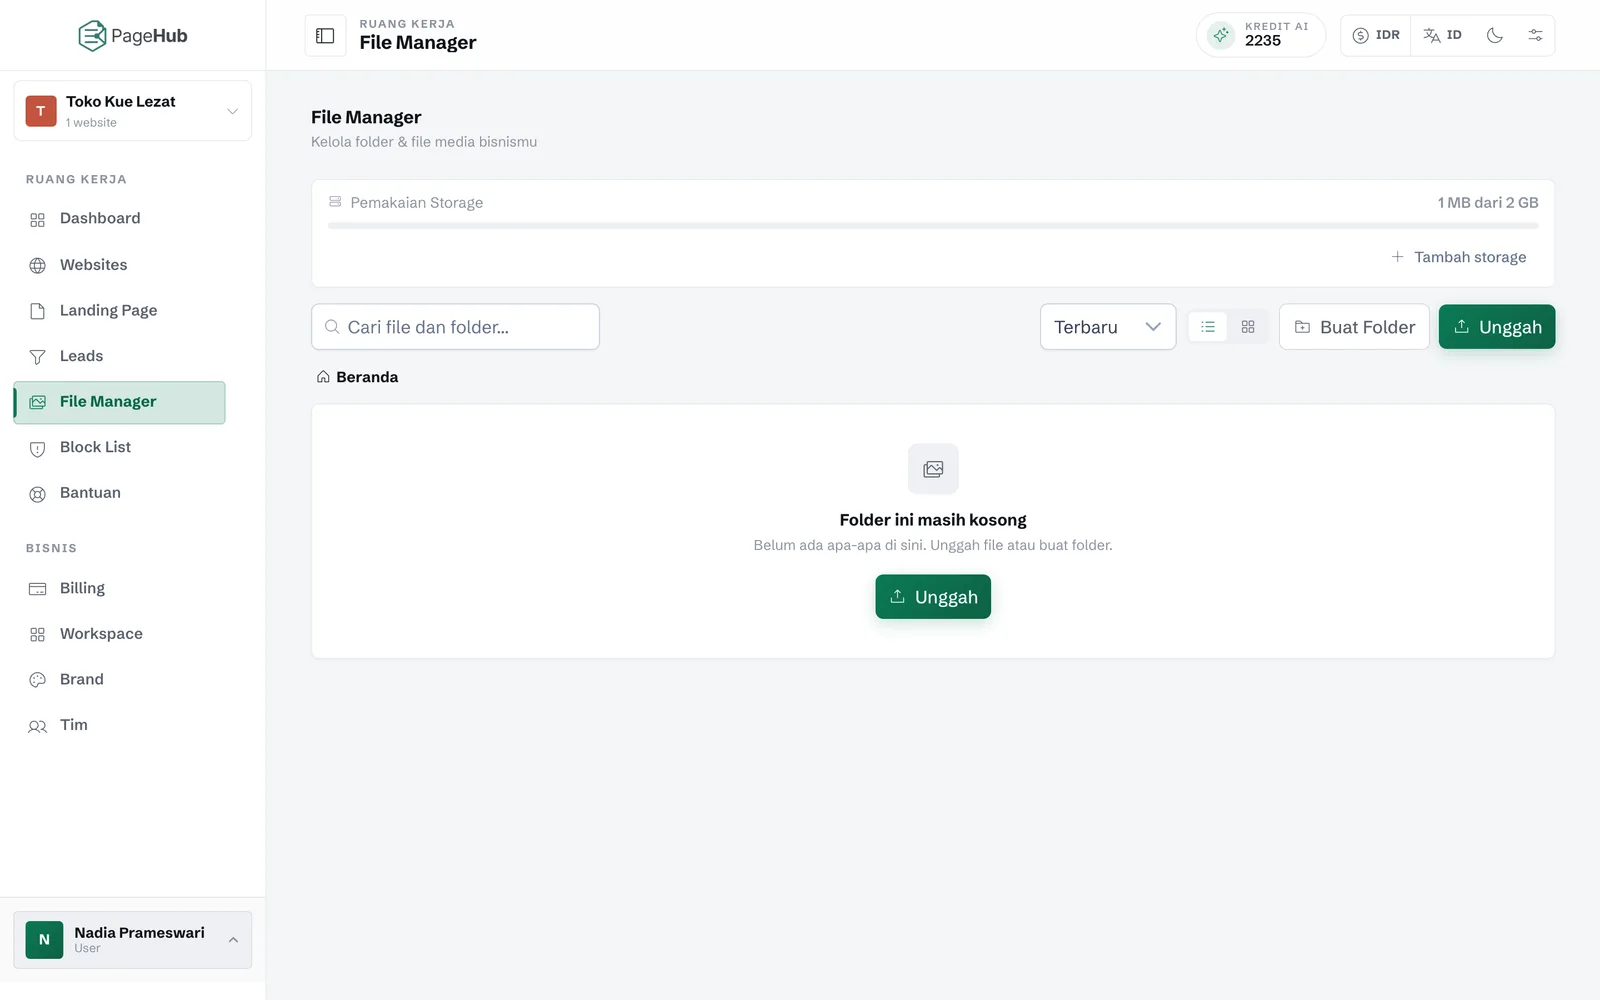 PageHub
T
Toko Kue Lezat
1 website
RUANG KERJA
Dashboard
Websites
Landing Page
Leads
File Manager
Block List
Bantuan
BISNIS
Billing
Workspace
Brand
Tim
N
Nadia Prameswari
User
RUANG KERJA
File Manager
KREDIT AI
2235
IDR
ID
File Manager
Kelola folder & file media bisnismu
Pemakaian Storage
1 MB dari 2 GB
Tambah storage
Cari file dan folder...
Terbaru
Buat Folder
Unggah
Beranda
Folder ini masih kosong
Belum ada apa-apa di sini. Unggah file atau buat folder.
Unggah